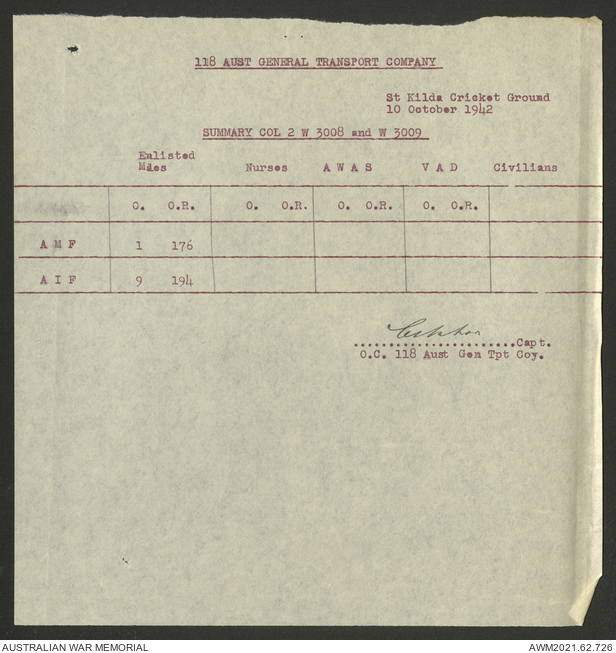 118 AUST GENERAL TRANSPORT COMPANY
St Kilda Cricket Ground
10 October 1942
SUMMARY COL 2 W 3008 and W 3009
Enlisted
Males Nurses A W A S V A D Civilians
O. O.R. O. O.R. O. O.R. O. O.R.
A M F 1 176
A I F 9 194
......................Capt.
O.C. 118 Aust Gen Tpt Coy.
AUSTRALIAN WAR MEMORIAL AWM2021.62.726